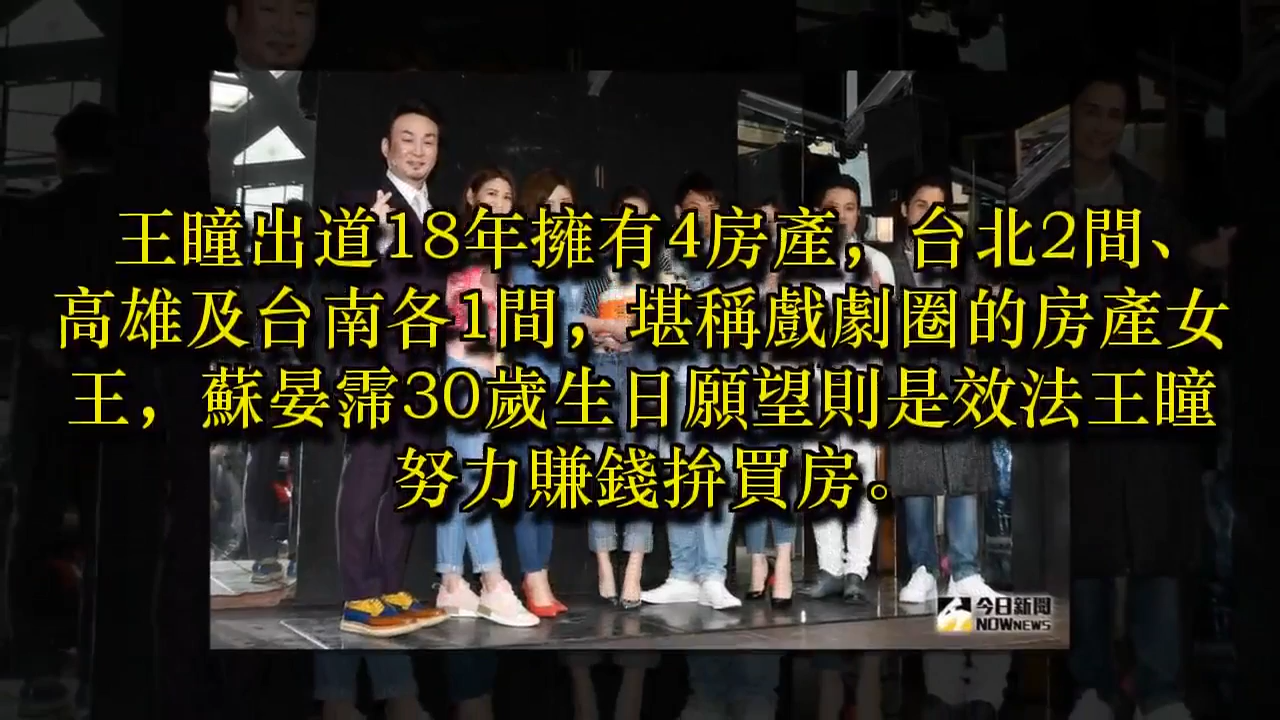 王瞳出道18年擁有4房產，台北2間、
高雄及台南各1間，堪稱戲劇圈的房產女
王，蘇晏霈30歲生日願望則是效法王瞳
努力賺錢拚買房。
今日新聞
NOWNEWS